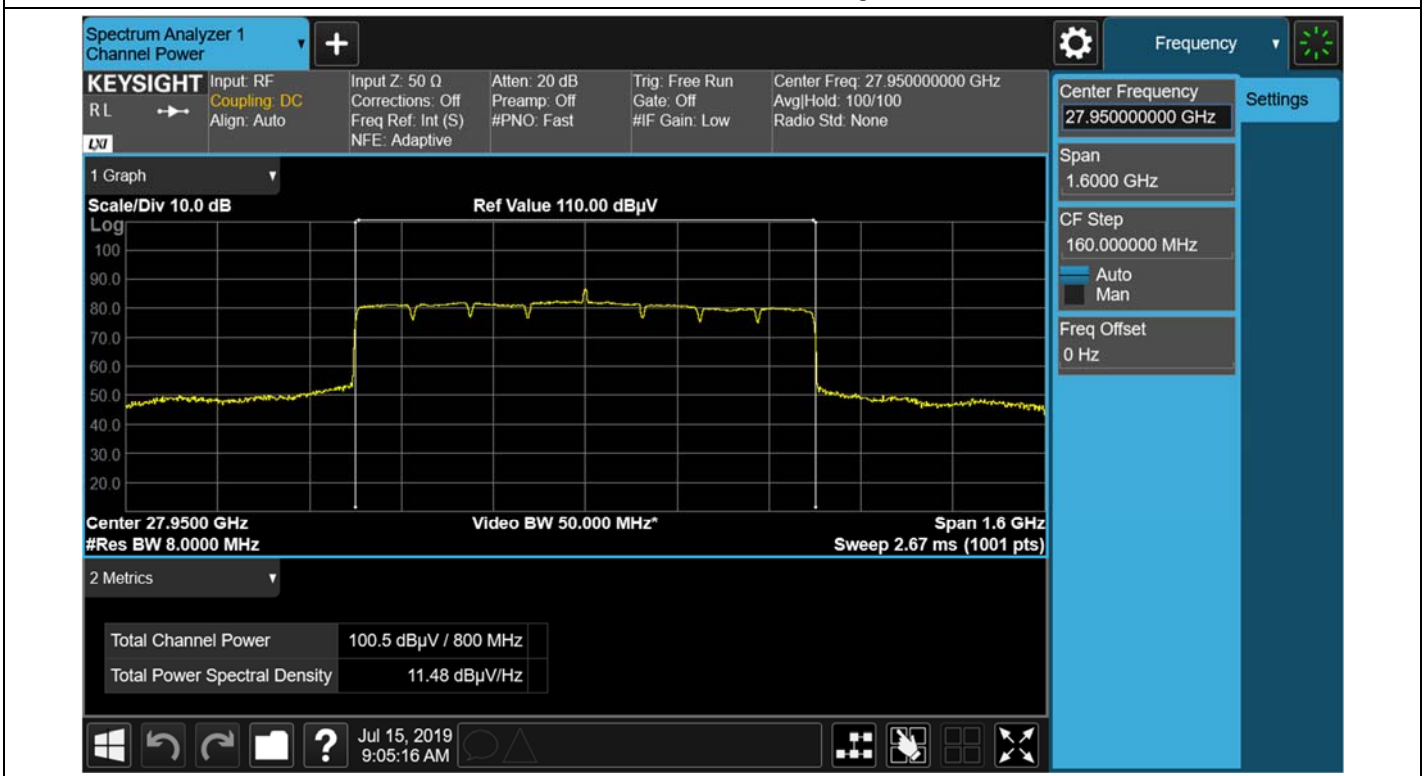 Spectrum Analyzer 1
Channel Power
Frequency
KEYSIGHT
R L
LXI
Input: RF
Coupling: DC
Align: Auto
Input Z: 50 Ω
Corrections: Off
Freq Ref: Int (S)
NFE: Adaptive
Atten: 20 dB
Preamp: Off
#PNO: Fast
Trig: Free Run
Gate: Off
#IF Gain: Low
Center Freq: 27.950000000 GHz
Avg|Hold: 100/100
Radio Std: None
Center Frequency
27.950000000 GHz
Settings
Span
1.6000 GHz
CF Step
160.000000 MHz
Auto
Man
Freq Offset
0 Hz
1 Graph
Scale/Div 10.0 dB
Ref Value 110.00 dBµV
Log
100
90.0
80.0
70.0
60.0
50.0
40.0
30.0
20.0
Center 27.9500 GHz
Video BW 50.000 MHz*
Span 1.6 GHz
#Res BW 8.0000 MHz
Sweep 2.67 ms (1001 pts)
2 Metrics
Total Channel Power 100.5 dBµV / 800 MHz
Total Power Spectral Density 11.48 dBµV/Hz
?
Jul 15, 2019
9:05:16 AM